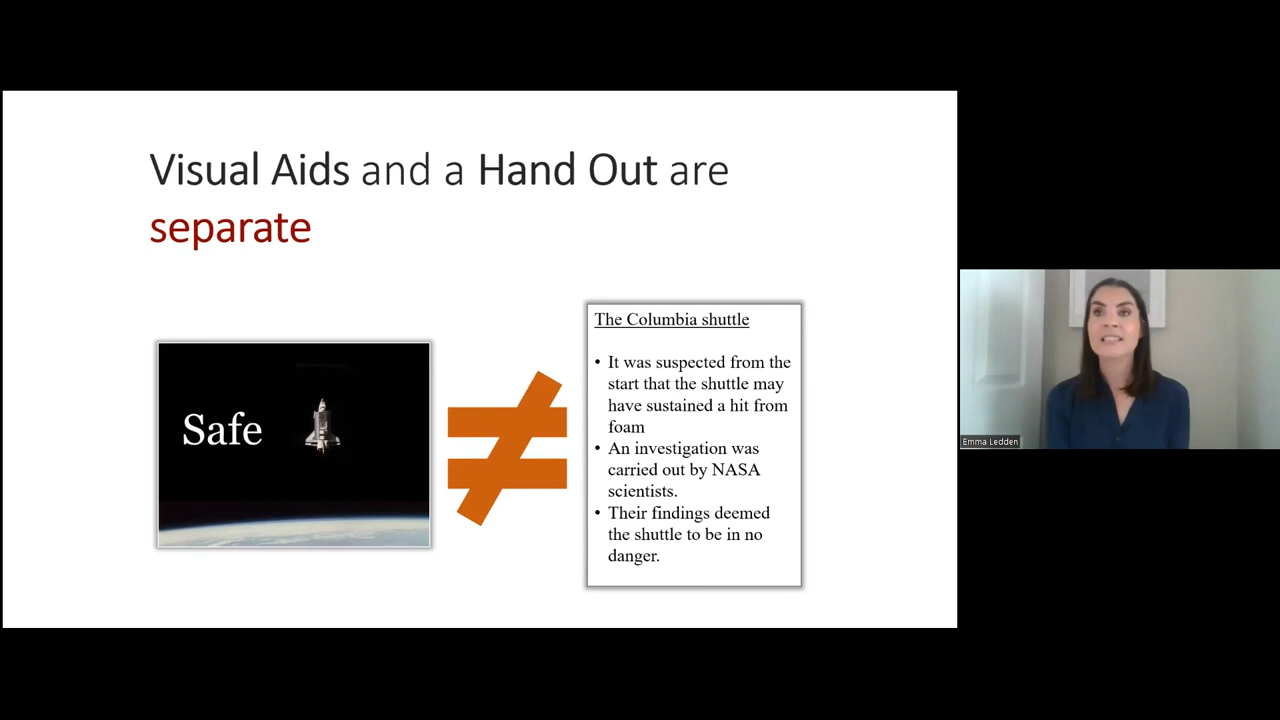 Visual Aids and a Hand Out are
separate
Safe
The Columbia shuttle
• It was suspected from the
start that the shuttle may
have sustained a hit from
foam
• An investigation was
carried out by NASA
scientists.
• Their findings deemed
the shuttle to be in no
danger.
Emma Ledden